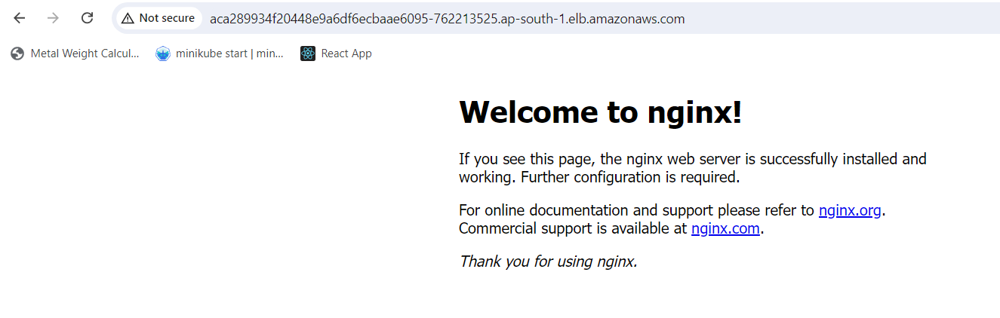 Not secure aca289934f20448e9a6df6ecbaae6095-762213525.ap-south-1.elb.amazonaws.com
Metal Weight Calcul... minikube start | min... React App
Welcome to nginx!
If you see this page, the nginx web server is successfully installed and
working. Further configuration is required.
For online documentation and support please refer to nginx.org.
Commercial support is available at nginx.com.
Thank you for using nginx.